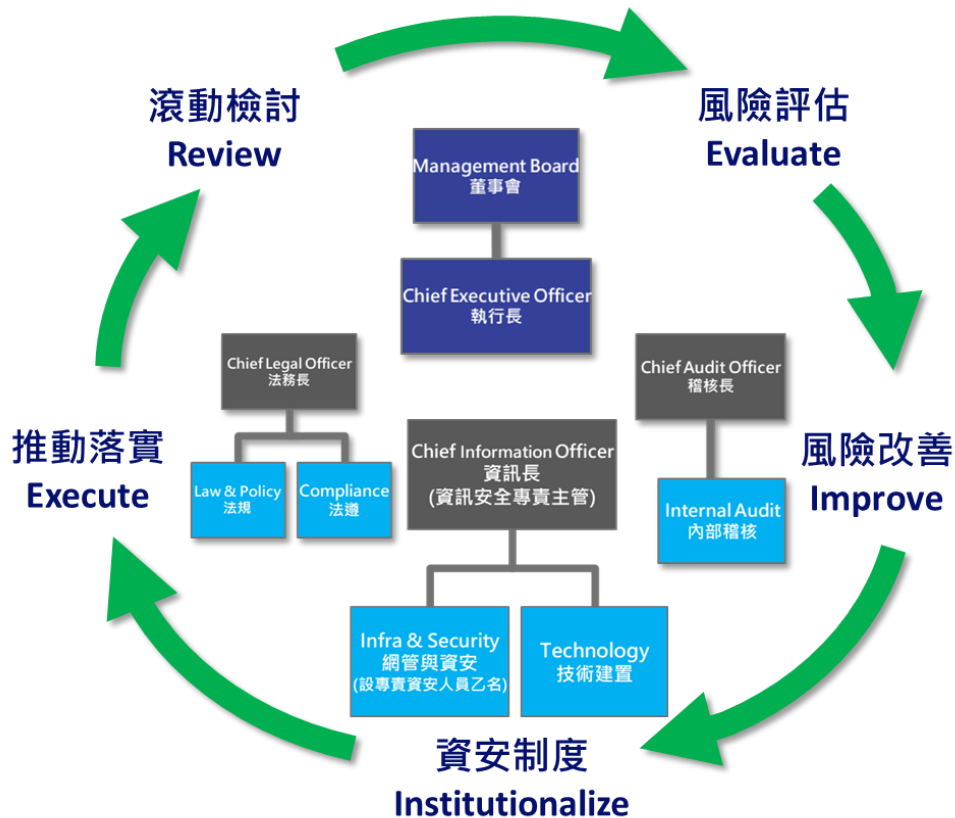 滾動檢討
Review
風險評估
Evaluate
Management Board
董事會
Chief Executive Officer
執行長
Chief Legal Officer
法務長
Chief Audit Officer
稽核長
Chief Information Officer
資訊長
(資訊安全專責主管)
推動落實
Execute
Law & Policy
法規
Compliance
法遵
Internal Audit
內部稽核
風險改善
Improve
Infra & Security
網管與資安
(設專責資安人員乙名)
Technology
技術建置
資安制度
Institutionalize